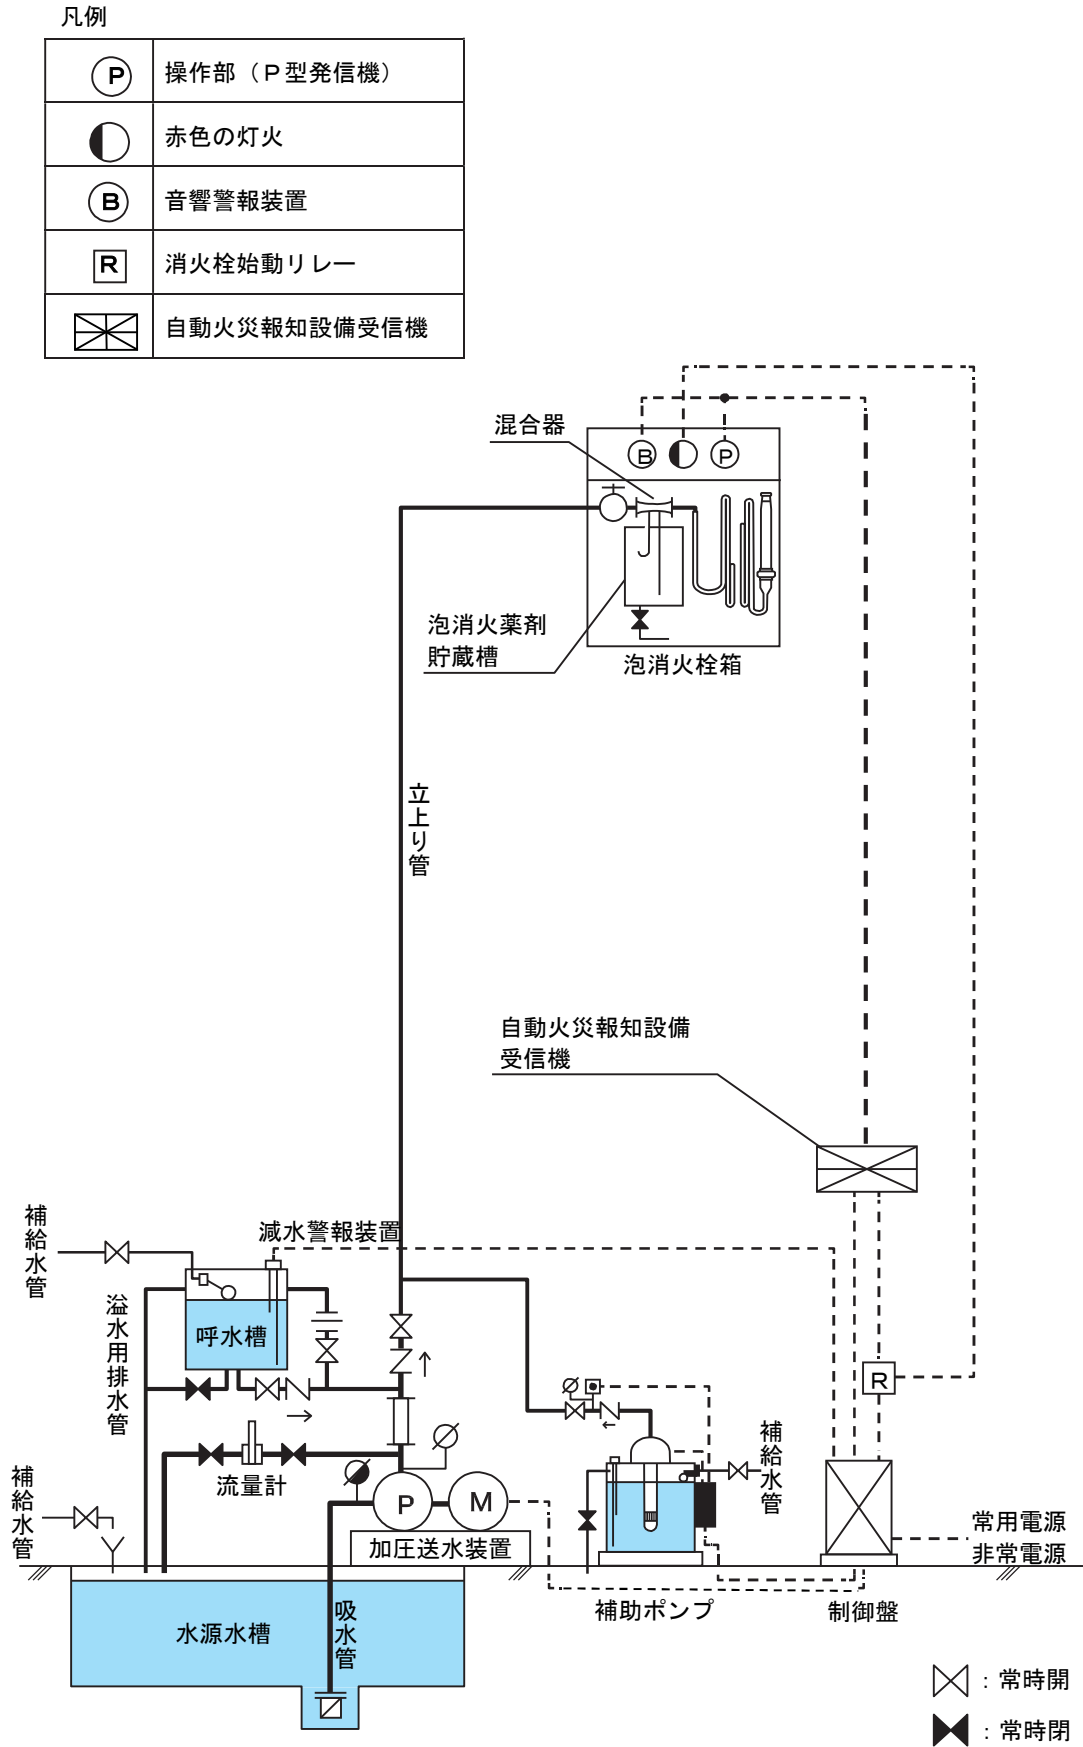 凡例
P 操作部（P型発信機）
赤色の灯火
B 音響警報装置
R 消火栓始動リレー
自動火災報知設備受信機
混合器
B
P
泡消火薬剤
貯蔵槽
泡消火栓箱
立上り管
自動火災報知設備
受信機
補給水管
減水警報装置
溢水用排水管
呼水槽
R
流量計
補給水管
P
M
加圧送水装置
補給水管
常用電源
非常電源
水源水槽
吸水管
補助ポンプ
制御盤
：常時開
：常時閉